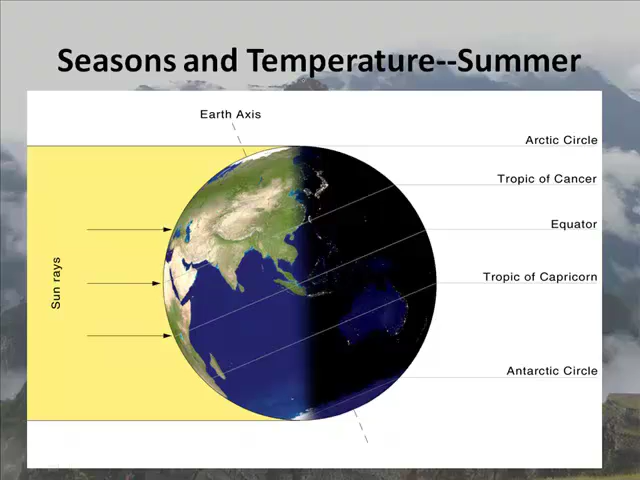 Seasons and Temperature--Summer
Earth Axis
Arctic Circle
Tropic of Cancer
Equator
Tropic of Capricorn
Antarctic Circle
Sun rays